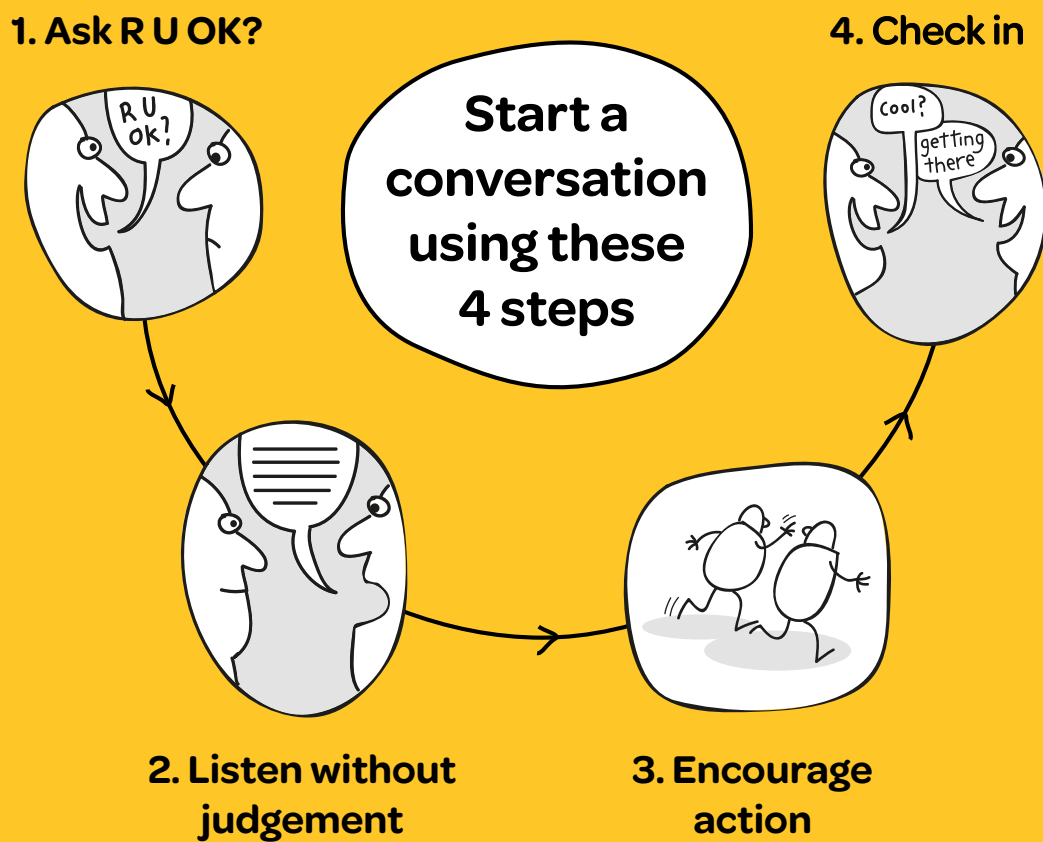 1. Ask R U OK?
R U
OK?
Start a
conversation
using these
4 steps
4. Check in
cool?
getting
there
2. Listen without
judgement
3. Encourage
action